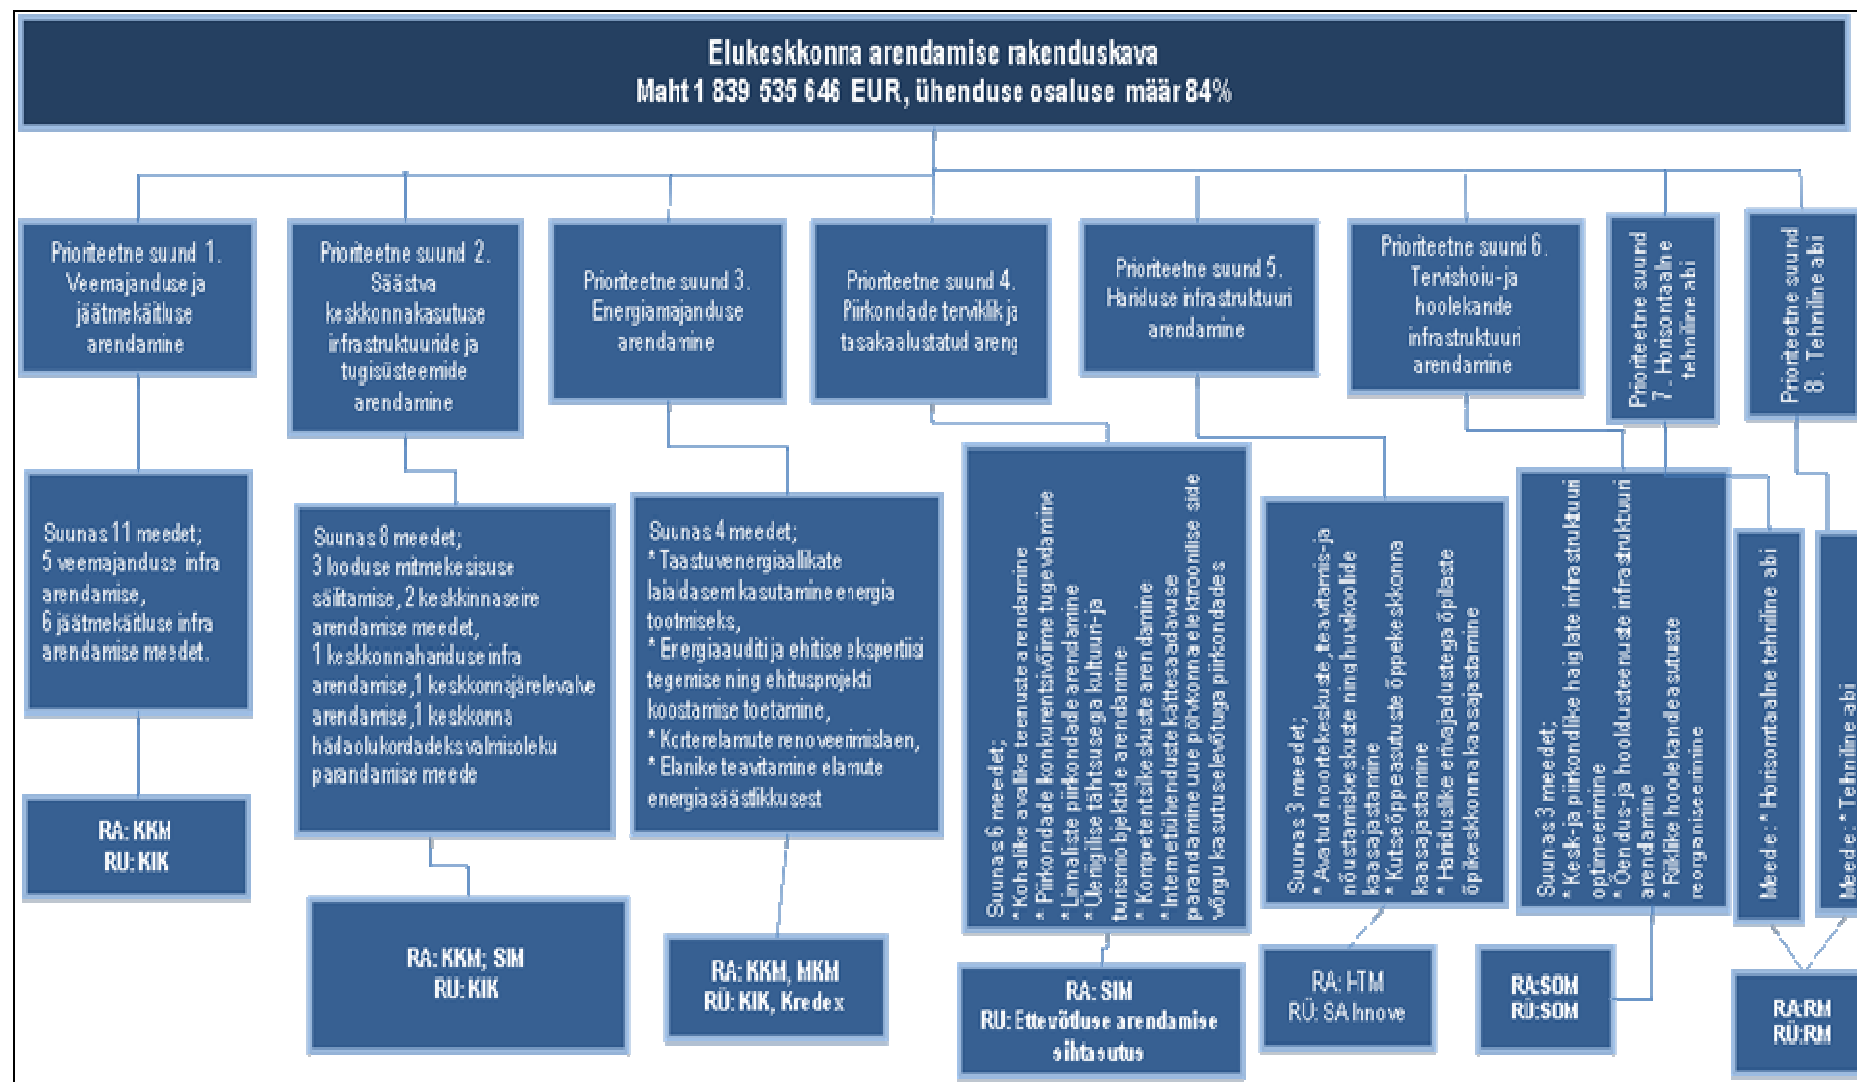 Elukeskkonna arendamise rakenduskava
Maht 1 839 535 646 EUR, ühenduse osaluse määr 84%
Prioriteetne suund 1.
Veemajanduse ja
jäätmekäitluse
arendamine
Prioriteetne suund 2.
Säästva
keskkonnakasutuse
infrastruktuuride ja
tugisüsteemide
arendamine
Prioriteetne suund 3.
Energiamajanduse
arendamine
Prioriteetne suund 4.
Piirkondade terviklik ja
tasakaalustatud areng
Prioriteetne suund 5.
Hariduse infrastruktuuri
arendamine
Prioriteetne suund 6.
Tervishoiu-ja
hoolekande
infrastruktuuri
arendamine
Prioriteetne suund
7. Horisontaalne
tehniline abi
Prioriteetne suund
8. Tehniline abi
Suunas 11 meedet;
5 veemajanduse infra
arendamise,
6 jäätmekäitluse infra
arendamise meedet.
Suunas 8 meedet;
3 looduse mitmekesisuse
säilitamise, 2 keskkinnaseire
arendamise meedet,
1 keskkonnahariduse infra
arendamise,1 keskkonnajärelevalve
arendamise,1 keskkonna
hädaolukordadeks valmisoleku
parandamise meede
Suunas 4 meedet;
* Taastuvenergiaallikate
laialdasem kasutamine energia
tootmiseks,
* Energiaauditi ja ehitise ekspertiisi
tegemise ning ehitusprojekti
koostamise toetamine,
* Korterelamute renoveerimislaen,
* Elanike teavitamine elamute
energiasäästlikkusest
Suunas 6 meedet;
* Kohalike avalike teenuste arendamine
* Piirkondade konkurentsivõime tugevdamine
* Linnaliste piirkondade arendamine
* Üleriigilise tähtsusega kultuuri-ja
turismiobjektide arendamine
* Kompetentsikeskuste arendamine
* Internetiühenduste kättesaadavuse
parandamine uue põlvkonna elektroonilise side
võrgu kasutuselevõtuga piirkondades
Suunas 3 meedet;
* Avatud noortekeskuste, teavitamis-ja
nõustamiskeskuste ning huvikoolide
kaasajastamine
* Kutseõppeasutuste õppekeskkonna
kaasajastamine
* Hariduslike erivajadustega õpilaste
õpikeskkonna kaasajastamine
Suunas 3 meedet;
* Kesk-ja piirkondlike haiglate infrastruktuuri
optimeerimine
* Õendus-ja hooldusteenuste infrastruktuuri
arendamine
* Riiklike hoolekandeasutuste
reorganiseerimine
Meede: * Horisomtaalne tehniline abi
Meede: * Tehniline abi
RA: KKM
RU: KIK
RA: KKM; SIM
RU: KIK
RA: KKM, MKM
RÜ: KIK, Kredex
RA: SIM
RU: Ettevõtluse arendamise
sihtasutus
RA: HTM
RÜ: SA Innove
RA:SOM
RÜ:SOM
RA:RM
RÜ:RM